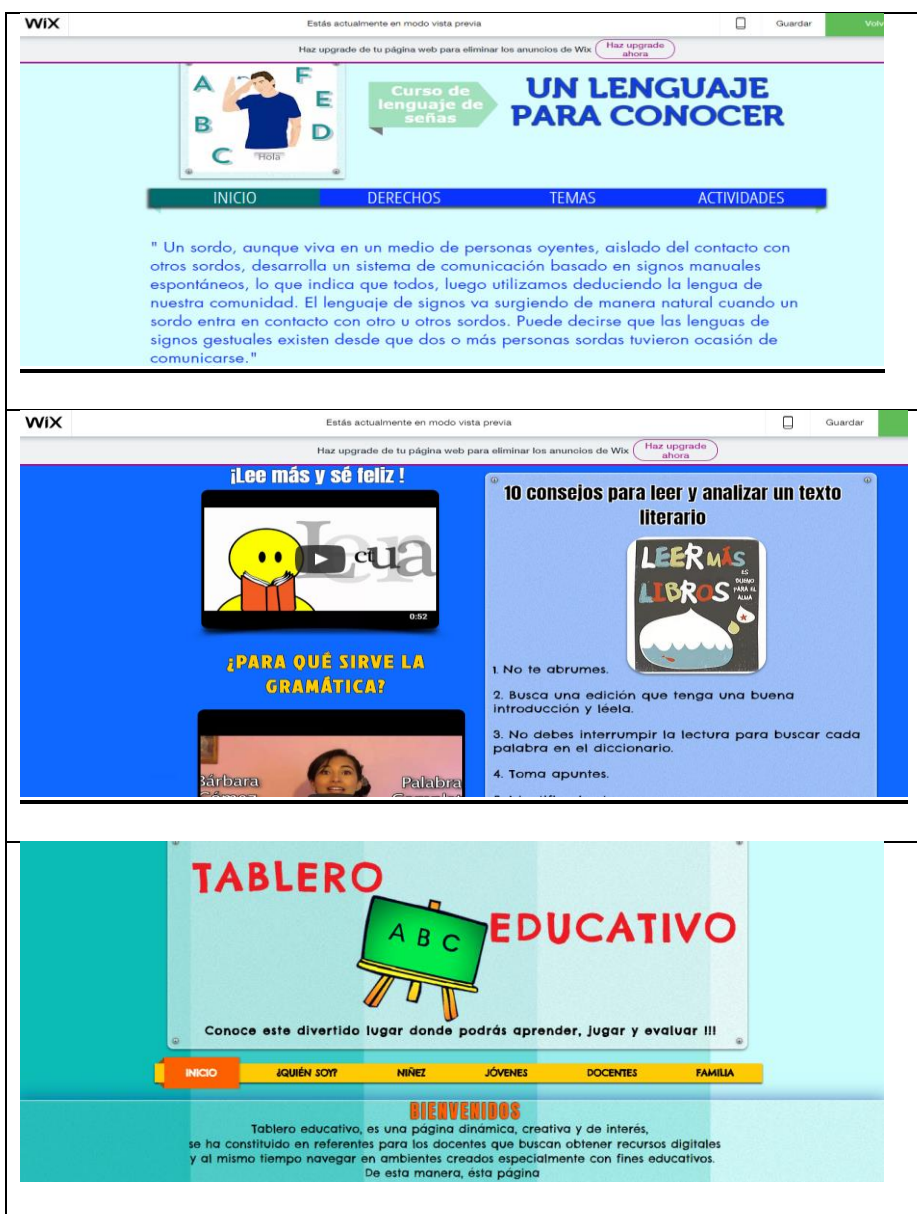 WiX Estás actualmente en modo vista previa Guardar
Haz upgrade de tu página web para eliminar los anuncios de Wix Haz upgrade ahora
A F E B D C
Hola
Curso de
lenguaje de
señas
UN LENGUAJE
PARA CONOCER
INICIO DERECHOS TEMAS ACTIVIDADES
" Un sordo, aunque viva en un medio de personas oyentes, aislado del contacto con
otros sordos, desarrolla un sistema de comunicación basado en signos manuales
espontáneos, lo que indica que todos, luego utilizamos deduciendo la lengua de
nuestra comunidad. El lenguaje de signos va surgiendo de manera natural cuando un
sordo entra en contacto con otro u otros sordos. Puede decirse que las lenguas de
signos gestuales existen desde que dos o más personas sordas tuvieron ocasión de
comunicarse."
WiX Estás actualmente en modo vista previa Guardar
Haz upgrade de tu página web para eliminar los anuncios de Wix Haz upgrade ahora
¡Lee más y sé feliz !
0:52
¿PARA QUÉ SIRVE LA
GRAMÁTICA?
Bárbara
Palabra
10 consejos para leer y analizar un texto
literario
LEER MÁS
ES
BUENO
PARA EL
ALMA
LIBROS
1. No te abrumes.
2. Busca una edición que tenga una buena
introducción y léela.
3. No debes interrumpir la lectura para buscar cada
palabra en el diccionario.
4. Toma apuntes.
TABLERO
EDUCATIVO
A B C
Conoce este divertido lugar donde podrás aprender, jugar y evaluar !!!
INICIO ¿QUIÉN SOY? NIÑEZ JÓVENES DOCENTES FAMILIA
BIENVENIDOS
Tablero educativo, es una página dinámica, creativa y de interés,
se ha constituido en referentes para los docentes que buscan obtener recursos digitales
y al mismo tiempo navegar en ambientes creados especialmente con fines educativos.
De esta manera, ésta página